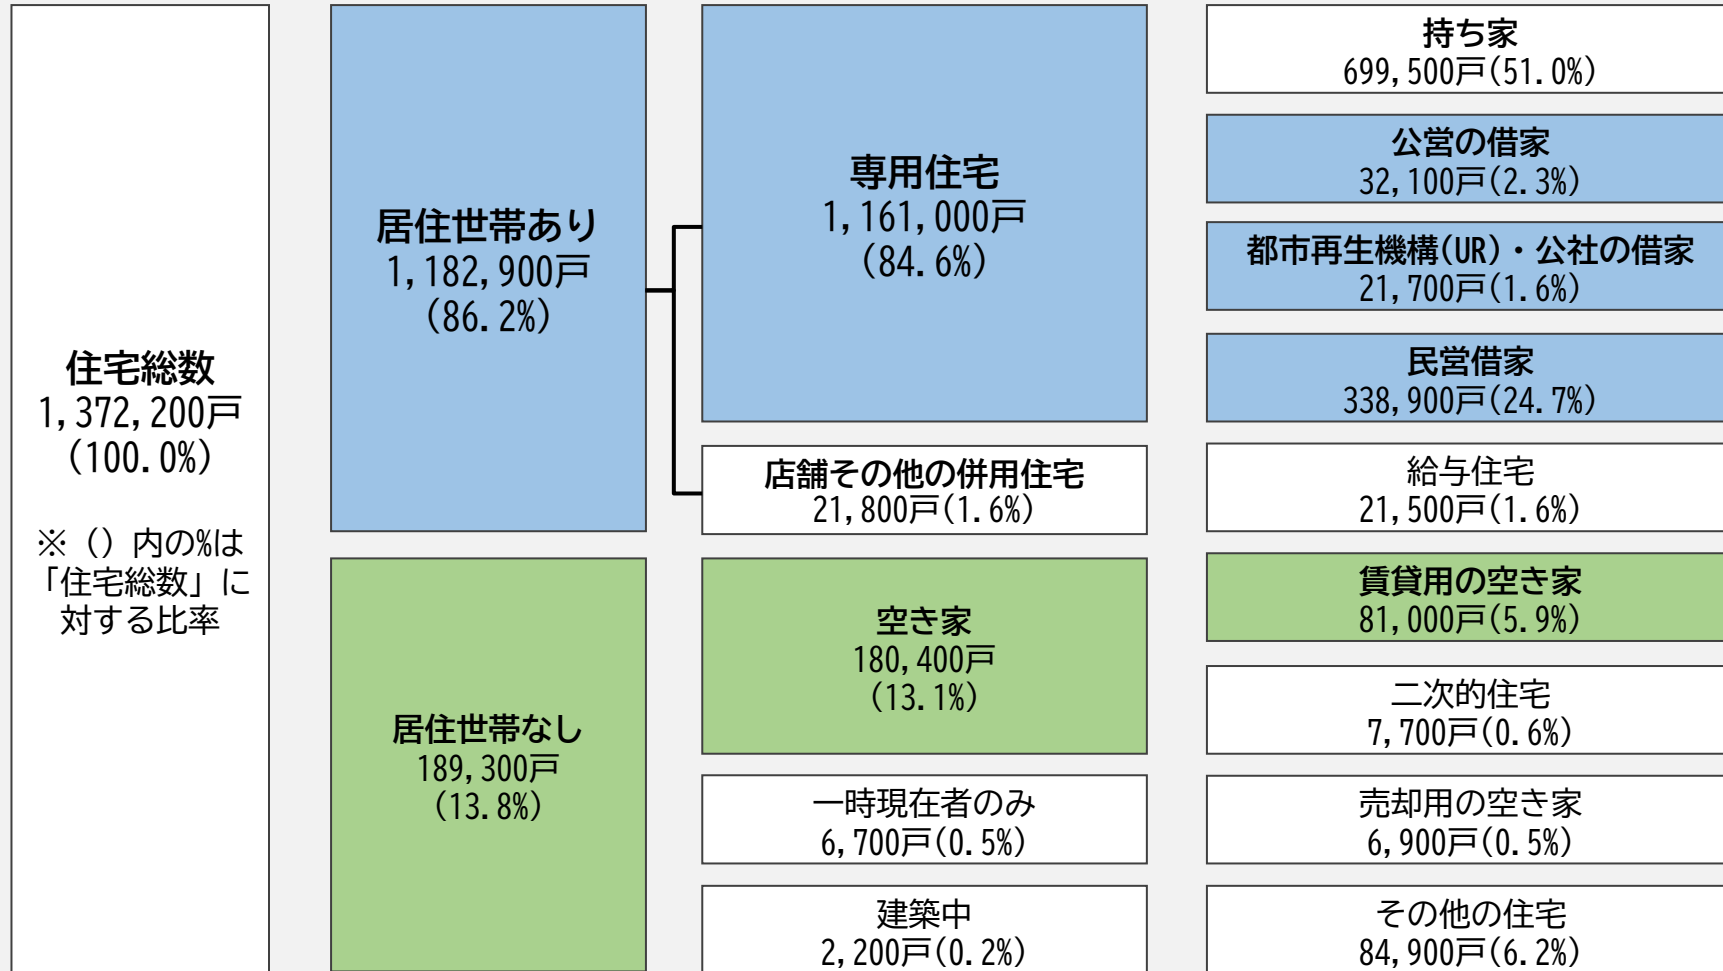 住宅総数
1,372,200戸
(100.0%)
※（）内の%は
「住宅総数」に
対する比率
居住世帯あり
1,182,900戸
(86.2%)
居住世帯なし
189,300戸
(13.8%)
専用住宅
1,161,000戸
(84.6%)
店舗その他の併用住宅
21,800戸(1.6%)
空き家
180,400戸
(13.1%)
一時現在者のみ
6,700戸(0.5%)
建築中
2,200戸(0.2%)
持ち家
699,500戸(51.0%)
公営の借家
32,100戸(2.3%)
都市再生機構(UR)・公社の借家
21,700戸(1.6%)
民営借家
338,900戸(24.7%)
給与住宅
21,500戸(1.6%)
賃貸用の空き家
81,000戸(5.9%)
二次的住宅
7,700戸(0.6%)
売却用の空き家
6,900戸(0.5%)
その他の住宅
84,900戸(6.2%)